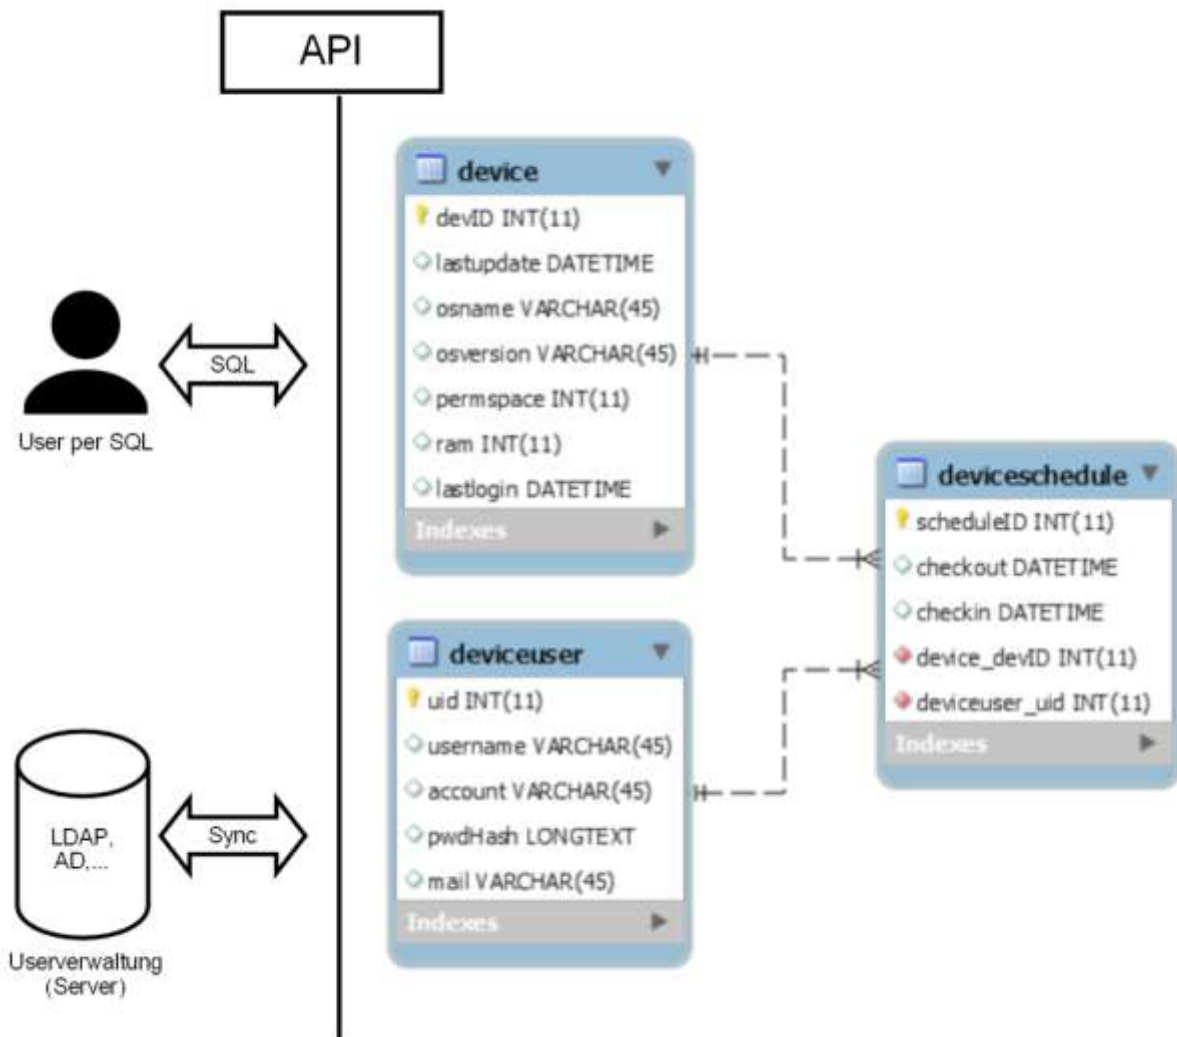 API
SQL
User per SQL
LDAP,
AD,...
Sync
Userverwaltung
(Server)
device
devID INT(11)
lastupdate DATETIME
osname VARCHAR(45)
osversion VARCHAR(45)
permspace INT(11)
ram INT(11)
lastlogin DATETIME
Indexes
deviceuser
uid INT(11)
username VARCHAR(45)
account VARCHAR(45)
pwdHash LONGTEXT
mail VARCHAR(45)
Indexes
deviceschedule
scheduleID INT(11)
checkout DATETIME
checkin DATETIME
device_devID INT(11)
deviceuser_uid INT(11)
Indexes